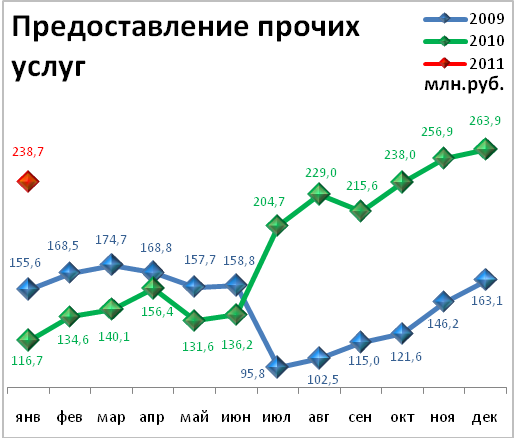 Предоставление прочих
услуг
2009
2010
2011
млн.руб.
238,7
155,6 168,5 174,7 168,8 157,7 158,8 95,8 102,5 115,0 121,6 146,2 163,1
116,7 134,6 140,1 156,4 131,6 136,2 204,7 229,0 215,6 238,0 256,9 263,9
янв фев мар апр май июн июл авг сен окт ноя дек